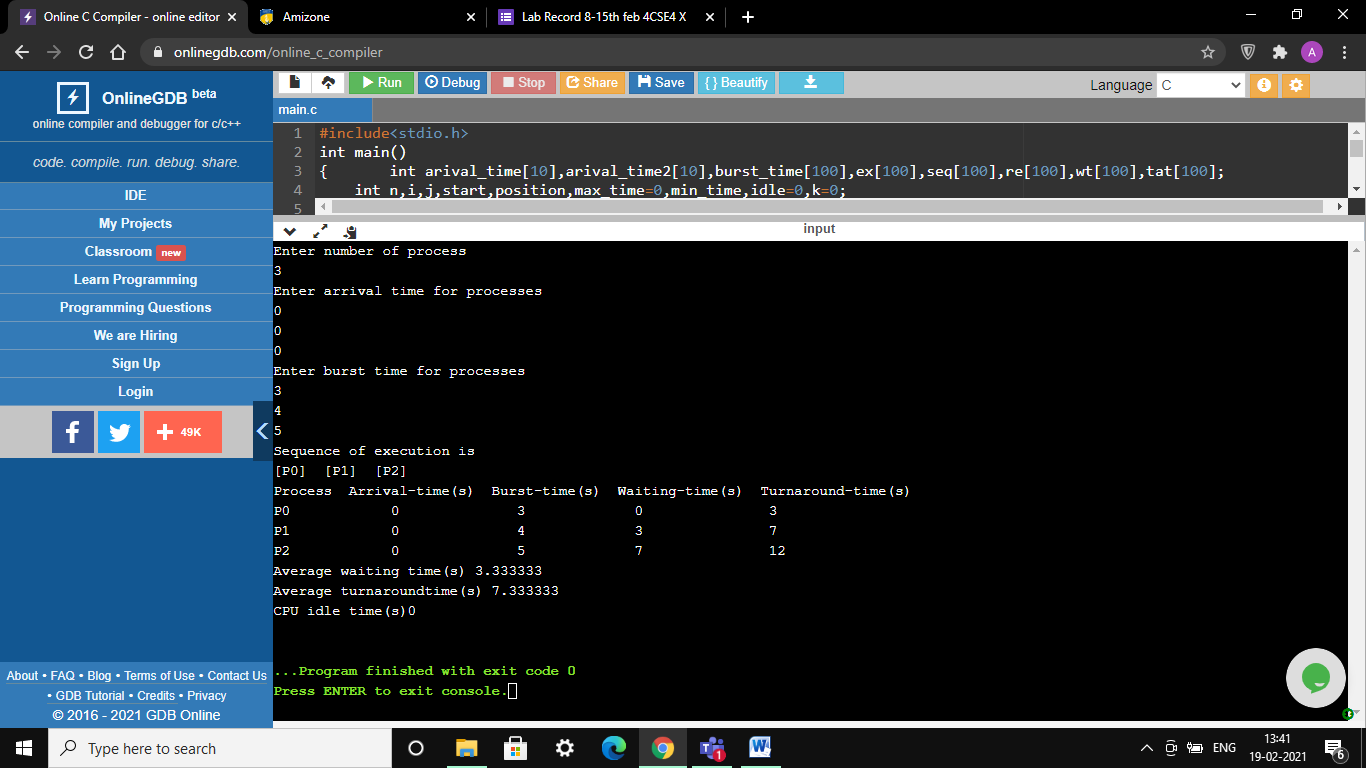 Online C Compiler - online editor
Amizone
Lab Record 8-15th feb 4CSE4 X
onlinegdb.com/online_c_compiler
A
OnlineGDB beta
online compiler and debugger for c/c++
code. compile. run. debug. share.
IDE
My Projects
Classroom new
Learn Programming
Programming Questions
We are Hiring
Sign Up
Login
49K
About • FAQ • Blog • Terms of Use • Contact Us
• GDB Tutorial • Credits • Privacy
© 2016 - 2021 GDB Online
Run Debug Stop Share Save { } Beautify
Language C
main.c
1 #include<stdio.h>
2 int main()
3 { int arival_time[10],arival_time2[10],burst_time[100],ex[100],seq[100],re[100],wt[100],tat[100];
4 int n,i,j,start,position,max_time=0,min_time,idle=0,k=0;
5
input
Enter number of process
3
Enter arrival time for processes
0
0
0
Enter burst time for processes
3
4
5
Sequence of execution is
[P0] [P1] [P2]
Process Arrival-time(s) Burst-time(s) Waiting-time(s) Turnaround-time(s)
P0 0 3 0 3
P1 0 4 3 7
P2 0 5 7 12
Average waiting time(s) 3.333333
Average turnaroundtime(s) 7.333333
CPU idle time(s)0
...Program finished with exit code 0
Press ENTER to exit console.
Type here to search
1
ENG
13:41
19-02-2021
6